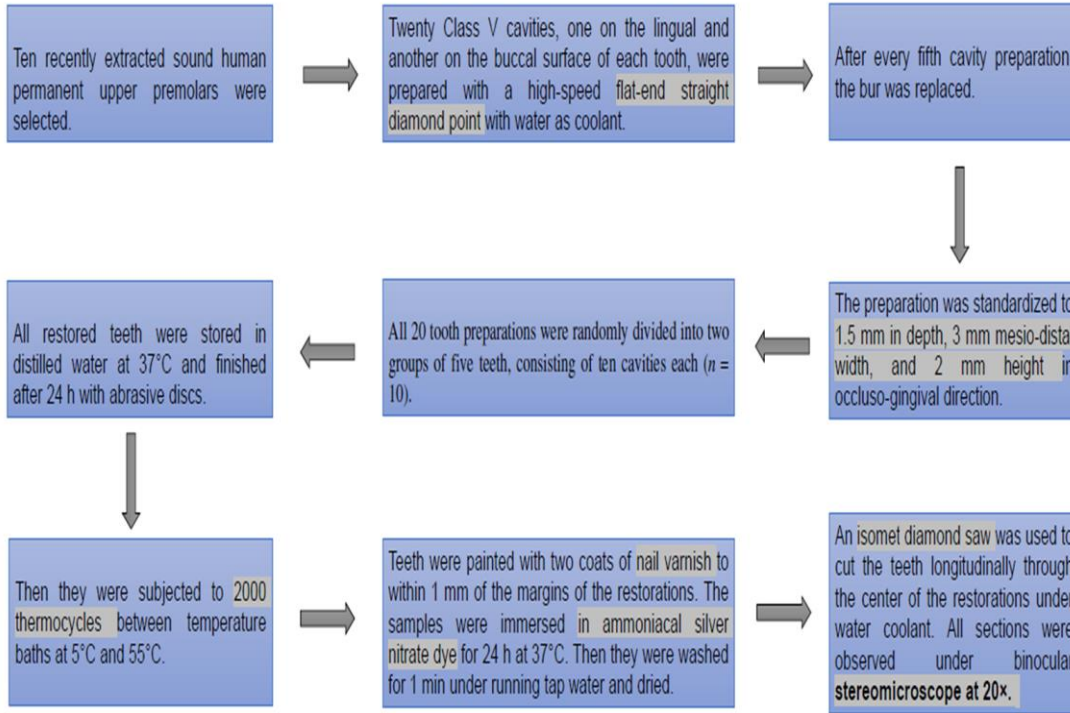 Ten recently extracted sound human
permanent upper premolars were
selected.
Twenty Class V cavities, one on the lingual and
another on the buccal surface of each tooth, were
prepared with a high-speed flat-end straight
diamond point with water as coolant.
After every fifth cavity preparation
the bur was replaced.
The preparation was standardized to
1.5 mm in depth, 3 mm mesio-dista
width, and 2 mm height in
occluso-gingival direction.
All 20 tooth preparations were randomly divided into two
groups of five teeth, consisting of ten cavities each (n =
10).
All restored teeth were stored in
distilled water at 37°C and finished
after 24 h with abrasive discs.
Then they were subjected to 2000
thermocycles between temperature
baths at 5°C and 55°C.
Teeth were painted with two coats of nail varnish to
within 1 mm of the margins of the restorations. The
samples were immersed in ammoniacal silver
nitrate dye for 24 h at 37°C. Then they were washed
for 1 min under running tap water and dried.
An isomet diamond saw was used to
cut the teeth longitudinally through
the center of the restorations under
water coolant. All sections were
observed under binocular
stereomicroscope at 20×.